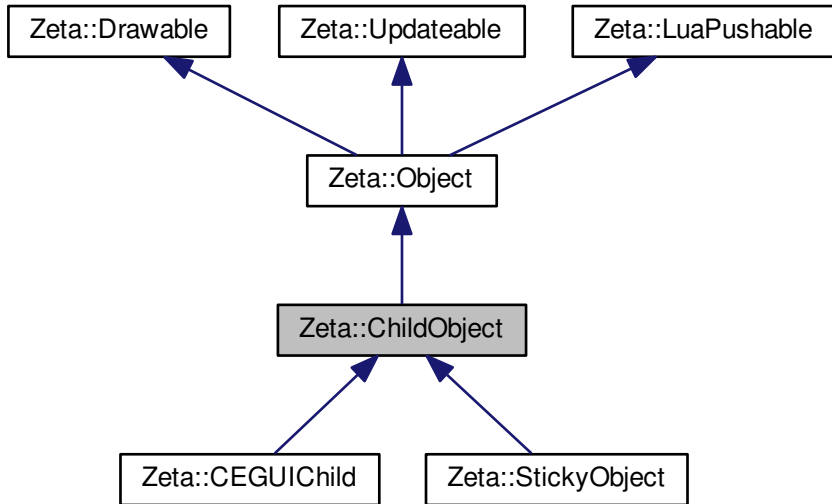 Zeta::Drawable
Zeta::Updateable
Zeta::LuaPushable
Zeta::Object
Zeta::ChildObject
Zeta::CEGUIChild
Zeta::StickyObject